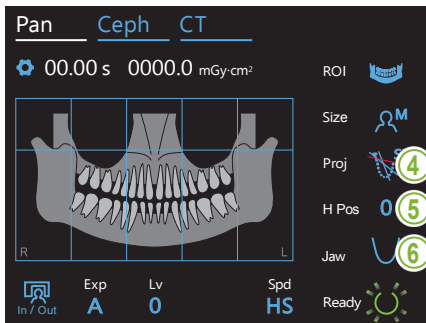 Pan Ceph CT
00.00 s 0000.0 mGy·cm²
ROI
Size M
Proj S 4
H Pos 0 5
R L
Jaw 6
In / Out
Exp Lv Spd
A 0 HS
Ready